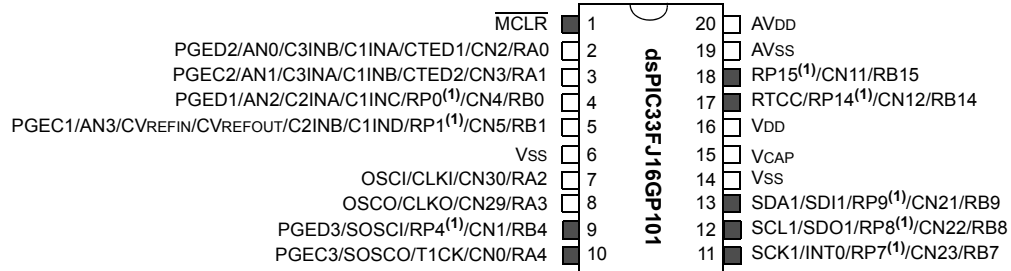 MCLR 1 20 AVDD
PGED2/AN0/C3INB/C1INA/CTED1/CN2/RA0 2 19 AVSS
PGEC2/AN1/C3INA/C1INB/CTED2/CN3/RA1 3 18 RP15(1)/CN11/RB15
PGED1/AN2/C2INA/C1INC/RP0(1)/CN4/RB0 4 17 RTCC/RP14(1)/CN12/RB14
PGEC1/AN3/CVREFIN/CVREFOUT/C2INB/C1IND/RP1(1)/CN5/RB1 5 16 VDD
VSS 6 15 VCAP
OSCI/CLKI/CN30/RA2 7 14 VSS
OSCO/CLKO/CN29/RA3 8 13 SDA1/SDI1/RP9(1)/CN21/RB9
PGED3/SOSCI/RP4(1)/CN1/RB4 9 12 SCL1/SDO1/RP8(1)/CN22/RB8
PGEC3/SOSCO/T1CK/CN0/RA4 10 11 SCK1/INT0/RP7(1)/CN23/RB7
dsPIC33FJ16GP101